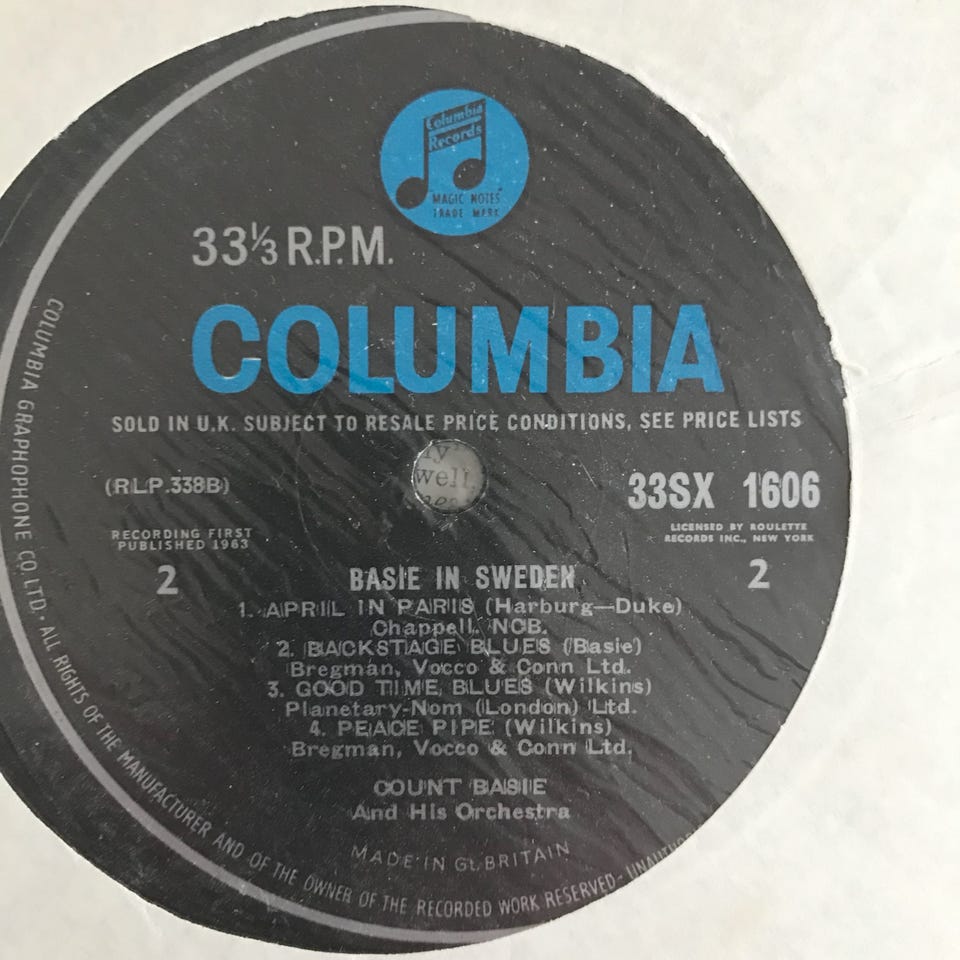 Columbia
Records
"MAGIC NOTES"
TRADE MARK
33⅓ R.P.M.
COLUMBIA
SOLD IN U.K. SUBJECT TO RESALE PRICE CONDITIONS, SEE PRICE LISTS
well,
(RLP.338B)
33SX 1606
RECORDING FIRST
PUBLISHED 1963
LICENSED BY ROULETTE
RECORDS INC., NEW YORK
2
2
BASIE IN SWEDEN
1. APRIL IN PARIS (Harburg—Duke)
Chappell. NCB.
2. BACKSTAGE BLUES (Basie)
Bregman, Vocco & Conn Ltd.
3. GOOD TIME BLUES (Wilkins)
Planetary-Nom (London) Ltd.
4. PEACE PIPE (Wilkins)
Bregman, Vocco & Conn Ltd.
COUNT BASIE
And His Orchestra
MADE IN GT. BRITAIN
COLUMBIA GRAPHOPHONE CO. LTD. · ALL RIGHTS OF THE MANUFACTURER AND OF THE OWNER OF THE RECORDED WORK RESERVED -